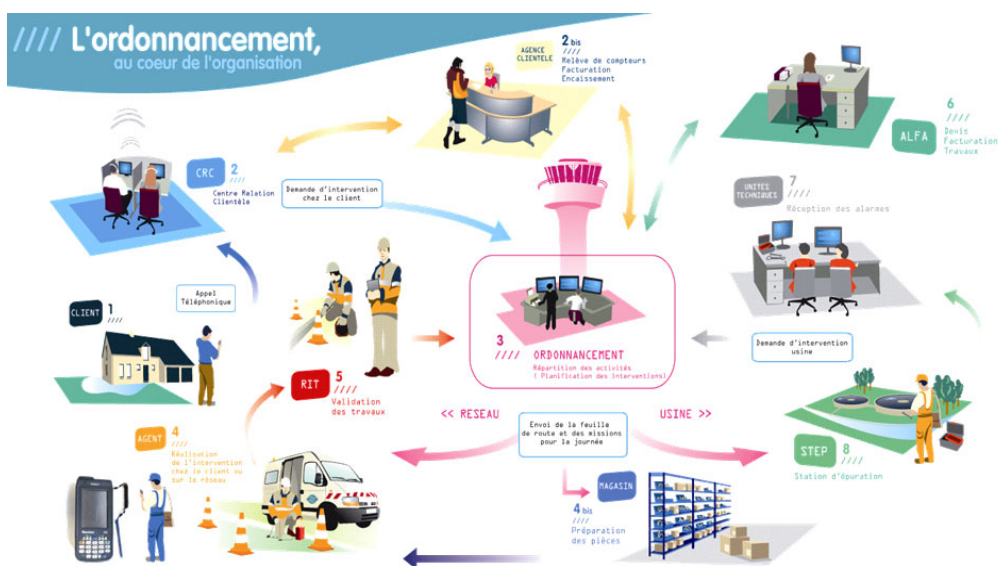 //// L'ordonnancement,
au coeur de l'organisation
AGENCE
CLIENTELE
2 bis
////
Relève de compteurs
Facturation
Encaissement
6
////
ALFA
Devis
Facturation
Travaux
CRC
2
////
Centre Relation
Clientèle
Demande d'intervention
chez le client
UNITES
TECHNIQUES
7
////
Réception des alarmes
Appel
Téléphonique
CLIENT
1
////
3
////
ORDONNANCEMENT
Répartition des activités
( Planification des interventions)
Demande d'intervention
usine
RIT
5
////
Validation
des travaux
<< RESEAU
USINE >>
Envoi de la feuille
de route et des missions
pour la journée
AGENT
4
////
Réalisation
de l'intervention
chez le client ou
sur le réseau
STEP
8
////
Station d'épuration
MAGASIN
4 bis
////
Préparation
des pièces